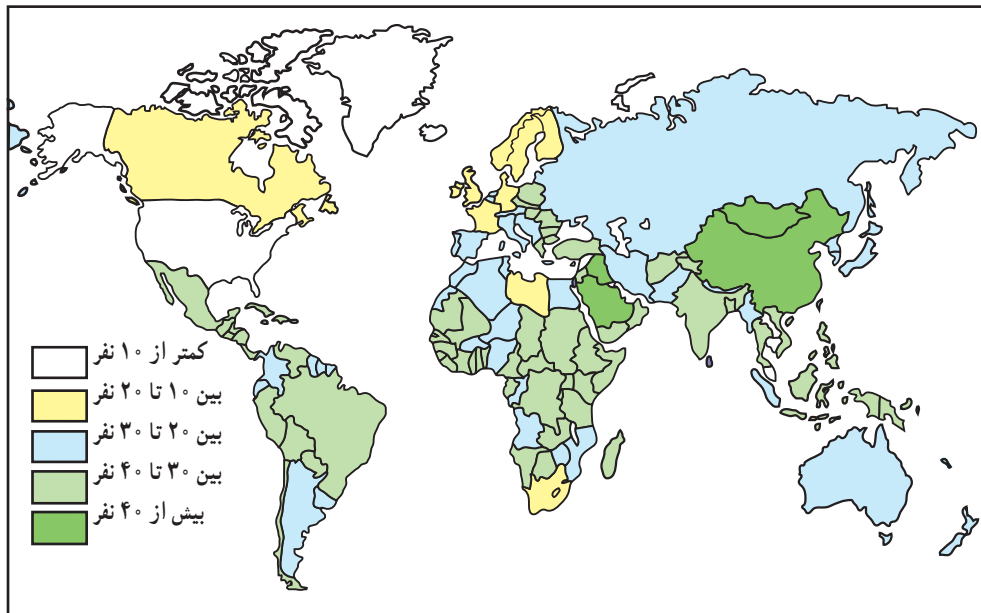 کمتر از ۱۰ نفر
بین ۱۰ تا ۲۰ نفر
بین ۲۰ تا ۳۰ نفر
بین ۳۰ تا ۴۰ نفر
بیش از ۴۰ نفر